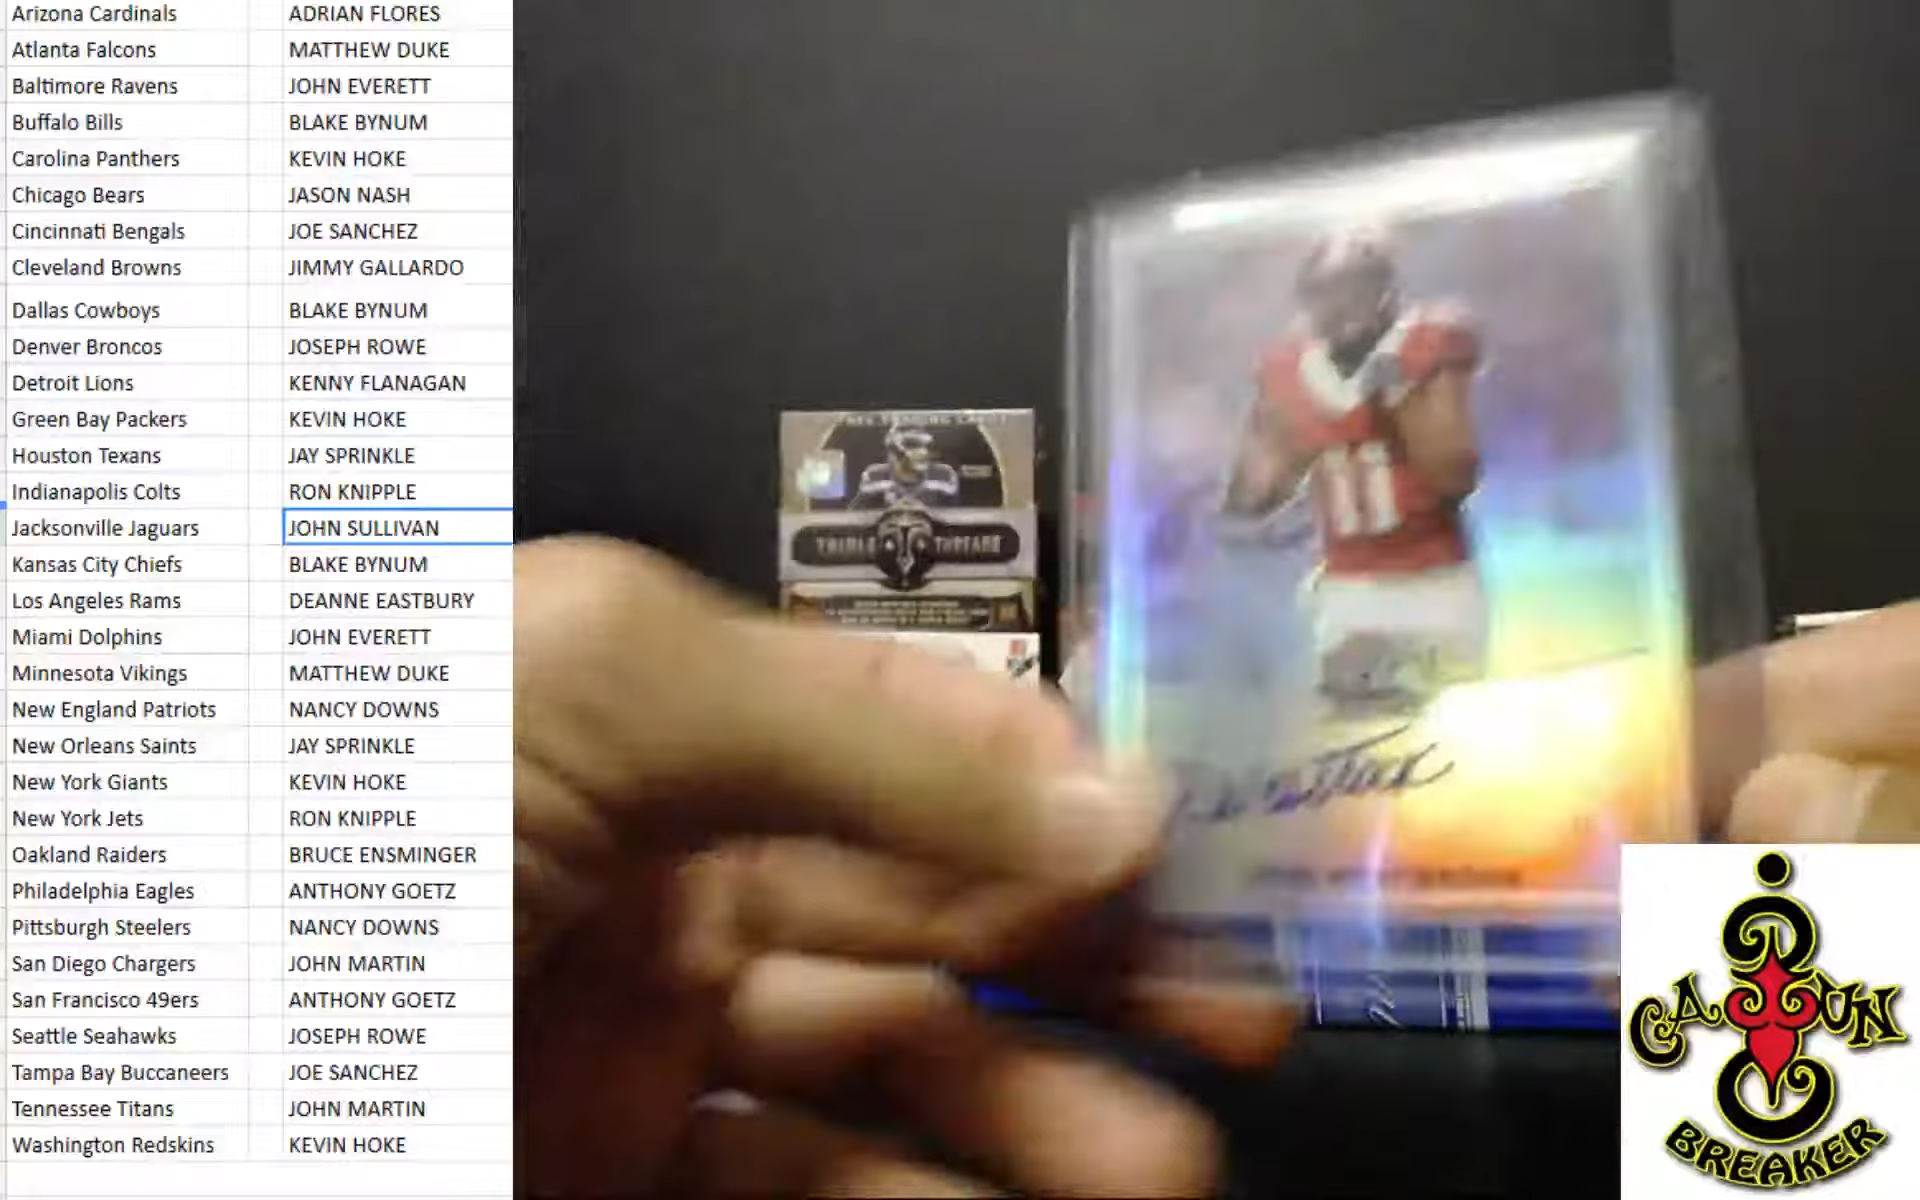 Arizona Cardinals ADRIAN FLORES
Atlanta Falcons MATTHEW DUKE
Baltimore Ravens JOHN EVERETT
Buffalo Bills BLAKE BYNUM
Carolina Panthers KEVIN HOKE
Chicago Bears JASON NASH
Cincinnati Bengals JOE SANCHEZ
Cleveland Browns JIMMY GALLARDO
Dallas Cowboys BLAKE BYNUM
Denver Broncos JOSEPH ROWE
Detroit Lions KENNY FLANAGAN
Green Bay Packers KEVIN HOKE
Houston Texans JAY SPRINKLE
Indianapolis Colts RON KNIPPLE
Jacksonville Jaguars JOHN SULLIVAN
Kansas City Chiefs BLAKE BYNUM
Los Angeles Rams DEANNE EASTBURY
Miami Dolphins JOHN EVERETT
Minnesota Vikings MATTHEW DUKE
New England Patriots NANCY DOWNS
New Orleans Saints JAY SPRINKLE
New York Giants KEVIN HOKE
New York Jets RON KNIPPLE
Oakland Raiders BRUCE ENSMINGER
Philadelphia Eagles ANTHONY GOETZ
Pittsburgh Steelers NANCY DOWNS
San Diego Chargers JOHN MARTIN
San Francisco 49ers ANTHONY GOETZ
Seattle Seahawks JOSEPH ROWE
Tampa Bay Buccaneers JOE SANCHEZ
Tennessee Titans JOHN MARTIN
Washington Redskins KEVIN HOKE
TRIPLE THREADS
11
CAJUN
BREAKER